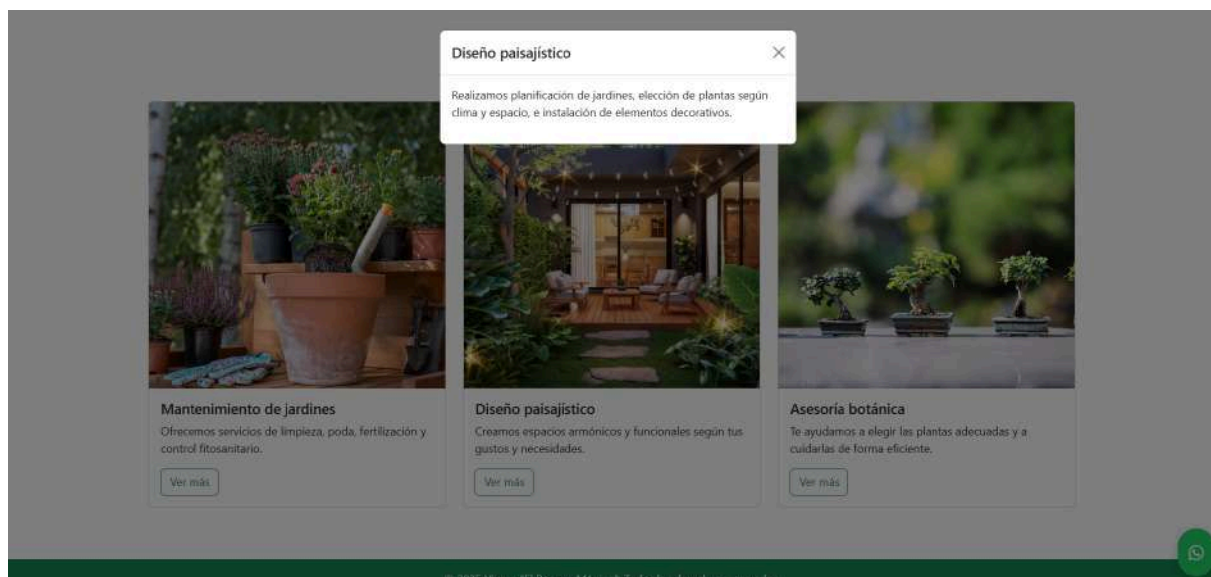 Diseño paisajístico
Realizamos planificación de jardines, elección de plantas según
clima y espacio, e instalación de elementos decorativos.
Mantenimiento de jardines
Ofrecemos servicios de limpieza, poda, fertilización y
control fitosanitario.
Ver más
Diseño paisajístico
Creamos espacios armónicos y funcionales según tus
gustos y necesidades.
Ver más
Asesoría botánica
Te ayudamos a elegir las plantas adecuadas y a
cuidarlas de forma eficiente.
Ver más